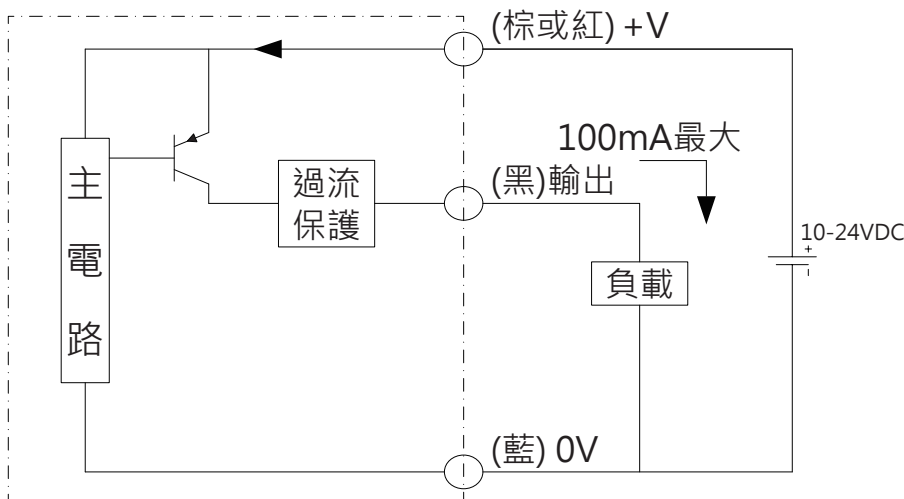 (棕或紅) +V
100mA最大
主電路
過流
保護
(黑)輸出
10-24VDC
+
−
負載
(藍) 0V